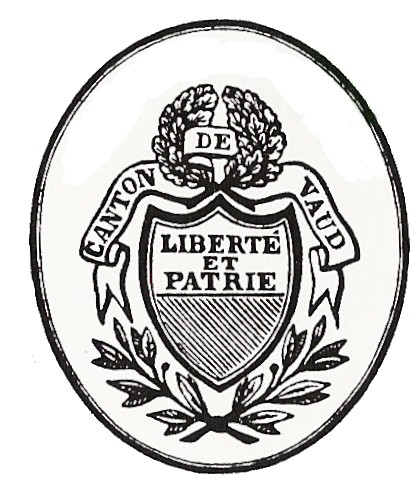 CANTON DE VAUD
LIBERTÉ
ET
PATRIE